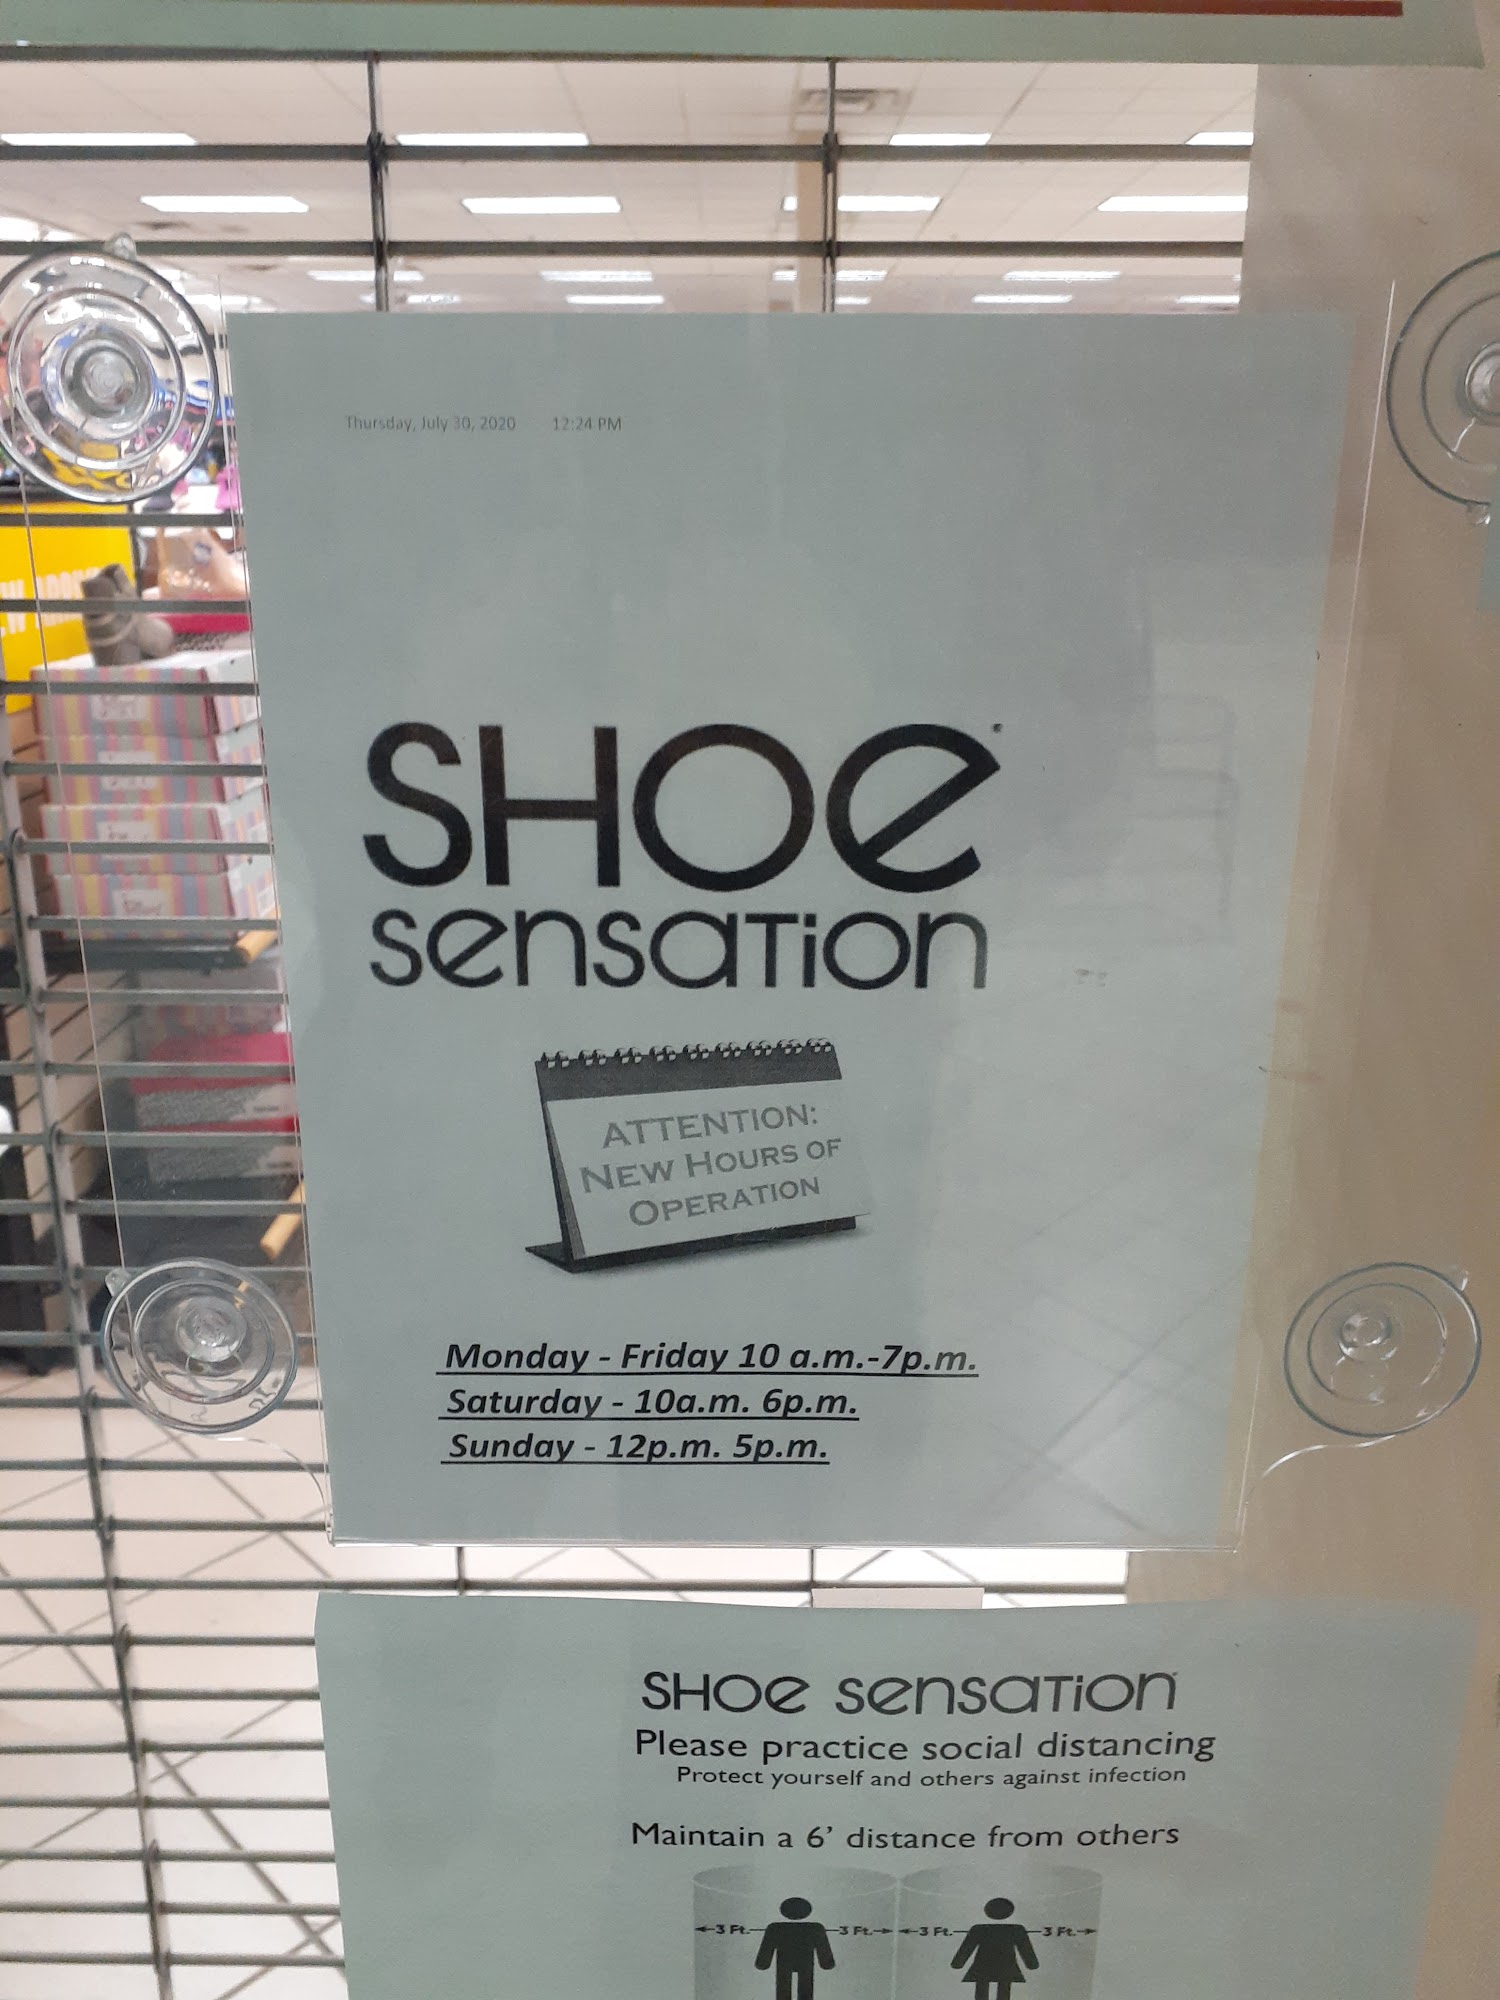 Thursday, July 30, 2020 12:24 PM
SHOe
sensaTion
ATTENTION:
NEW HOURS OF
OPERATION
Monday - Friday 10 a.m.-7p.m.
Saturday - 10a.m. 6p.m.
Sunday - 12p.m. 5p.m.
SHOe sensaTion
Please practice social distancing
Protect yourself and others against infection
Maintain a 6' distance from others
3 Ft. 3 Ft. 3 Ft. 3 Ft.